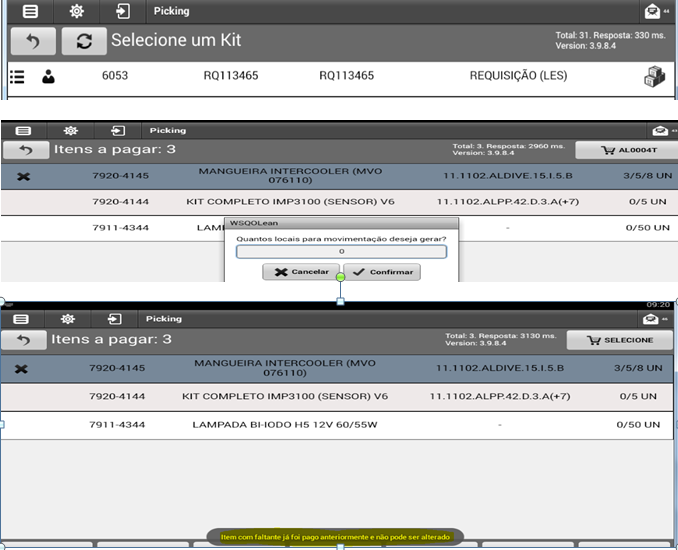 Picking
Selecione um Kit
Total: 31. Resposta: 330 ms.
Version: 3.9.8.4
6053 RQ113465 RQ113465 REQUISIÇÃO (LES)
Picking
Itens a pagar: 3
Total: 3. Resposta: 2960 ms.
Version: 3.9.8.4
AL0004T
7920-4145 MANGUEIRA INTERCOOLER (MVO
076110)
11.1102.ALDIVE.15.I.5.B 3/5/8 UN
7920-4144 KIT COMPLETO IMP3100 (SENSOR) V6 11.1102.ALPP.42.D.3.A(+7) 0/5 UN
7911-4344 LAM - 0/50 UN
WSQOLean
Quantos locais para movimentação deseja gerar?
0
Cancelar Confirmar
09:20
Picking
Itens a pagar: 3
Total: 3. Resposta: 3130 ms.
Version: 3.9.8.4
SELECIONE
7920-4145 MANGUEIRA INTERCOOLER (MVO
076110)
11.1102.ALDIVE.15.I.5.B 3/5/8 UN
7920-4144 KIT COMPLETO IMP3100 (SENSOR) V6 11.1102.ALPP.42.D.3.A(+7) 0/5 UN
7911-4344 LAMPADA BI-IODO H5 12V 60/55W - 0/50 UN
Item com faltante já foi pago anteriormente e não pode ser alterado